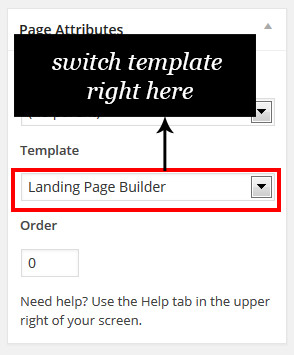 Page Attributes
switch template
right here
Template
Landing Page Builder
Order
0
Need help? Use the Help tab in the upper
right of your screen.